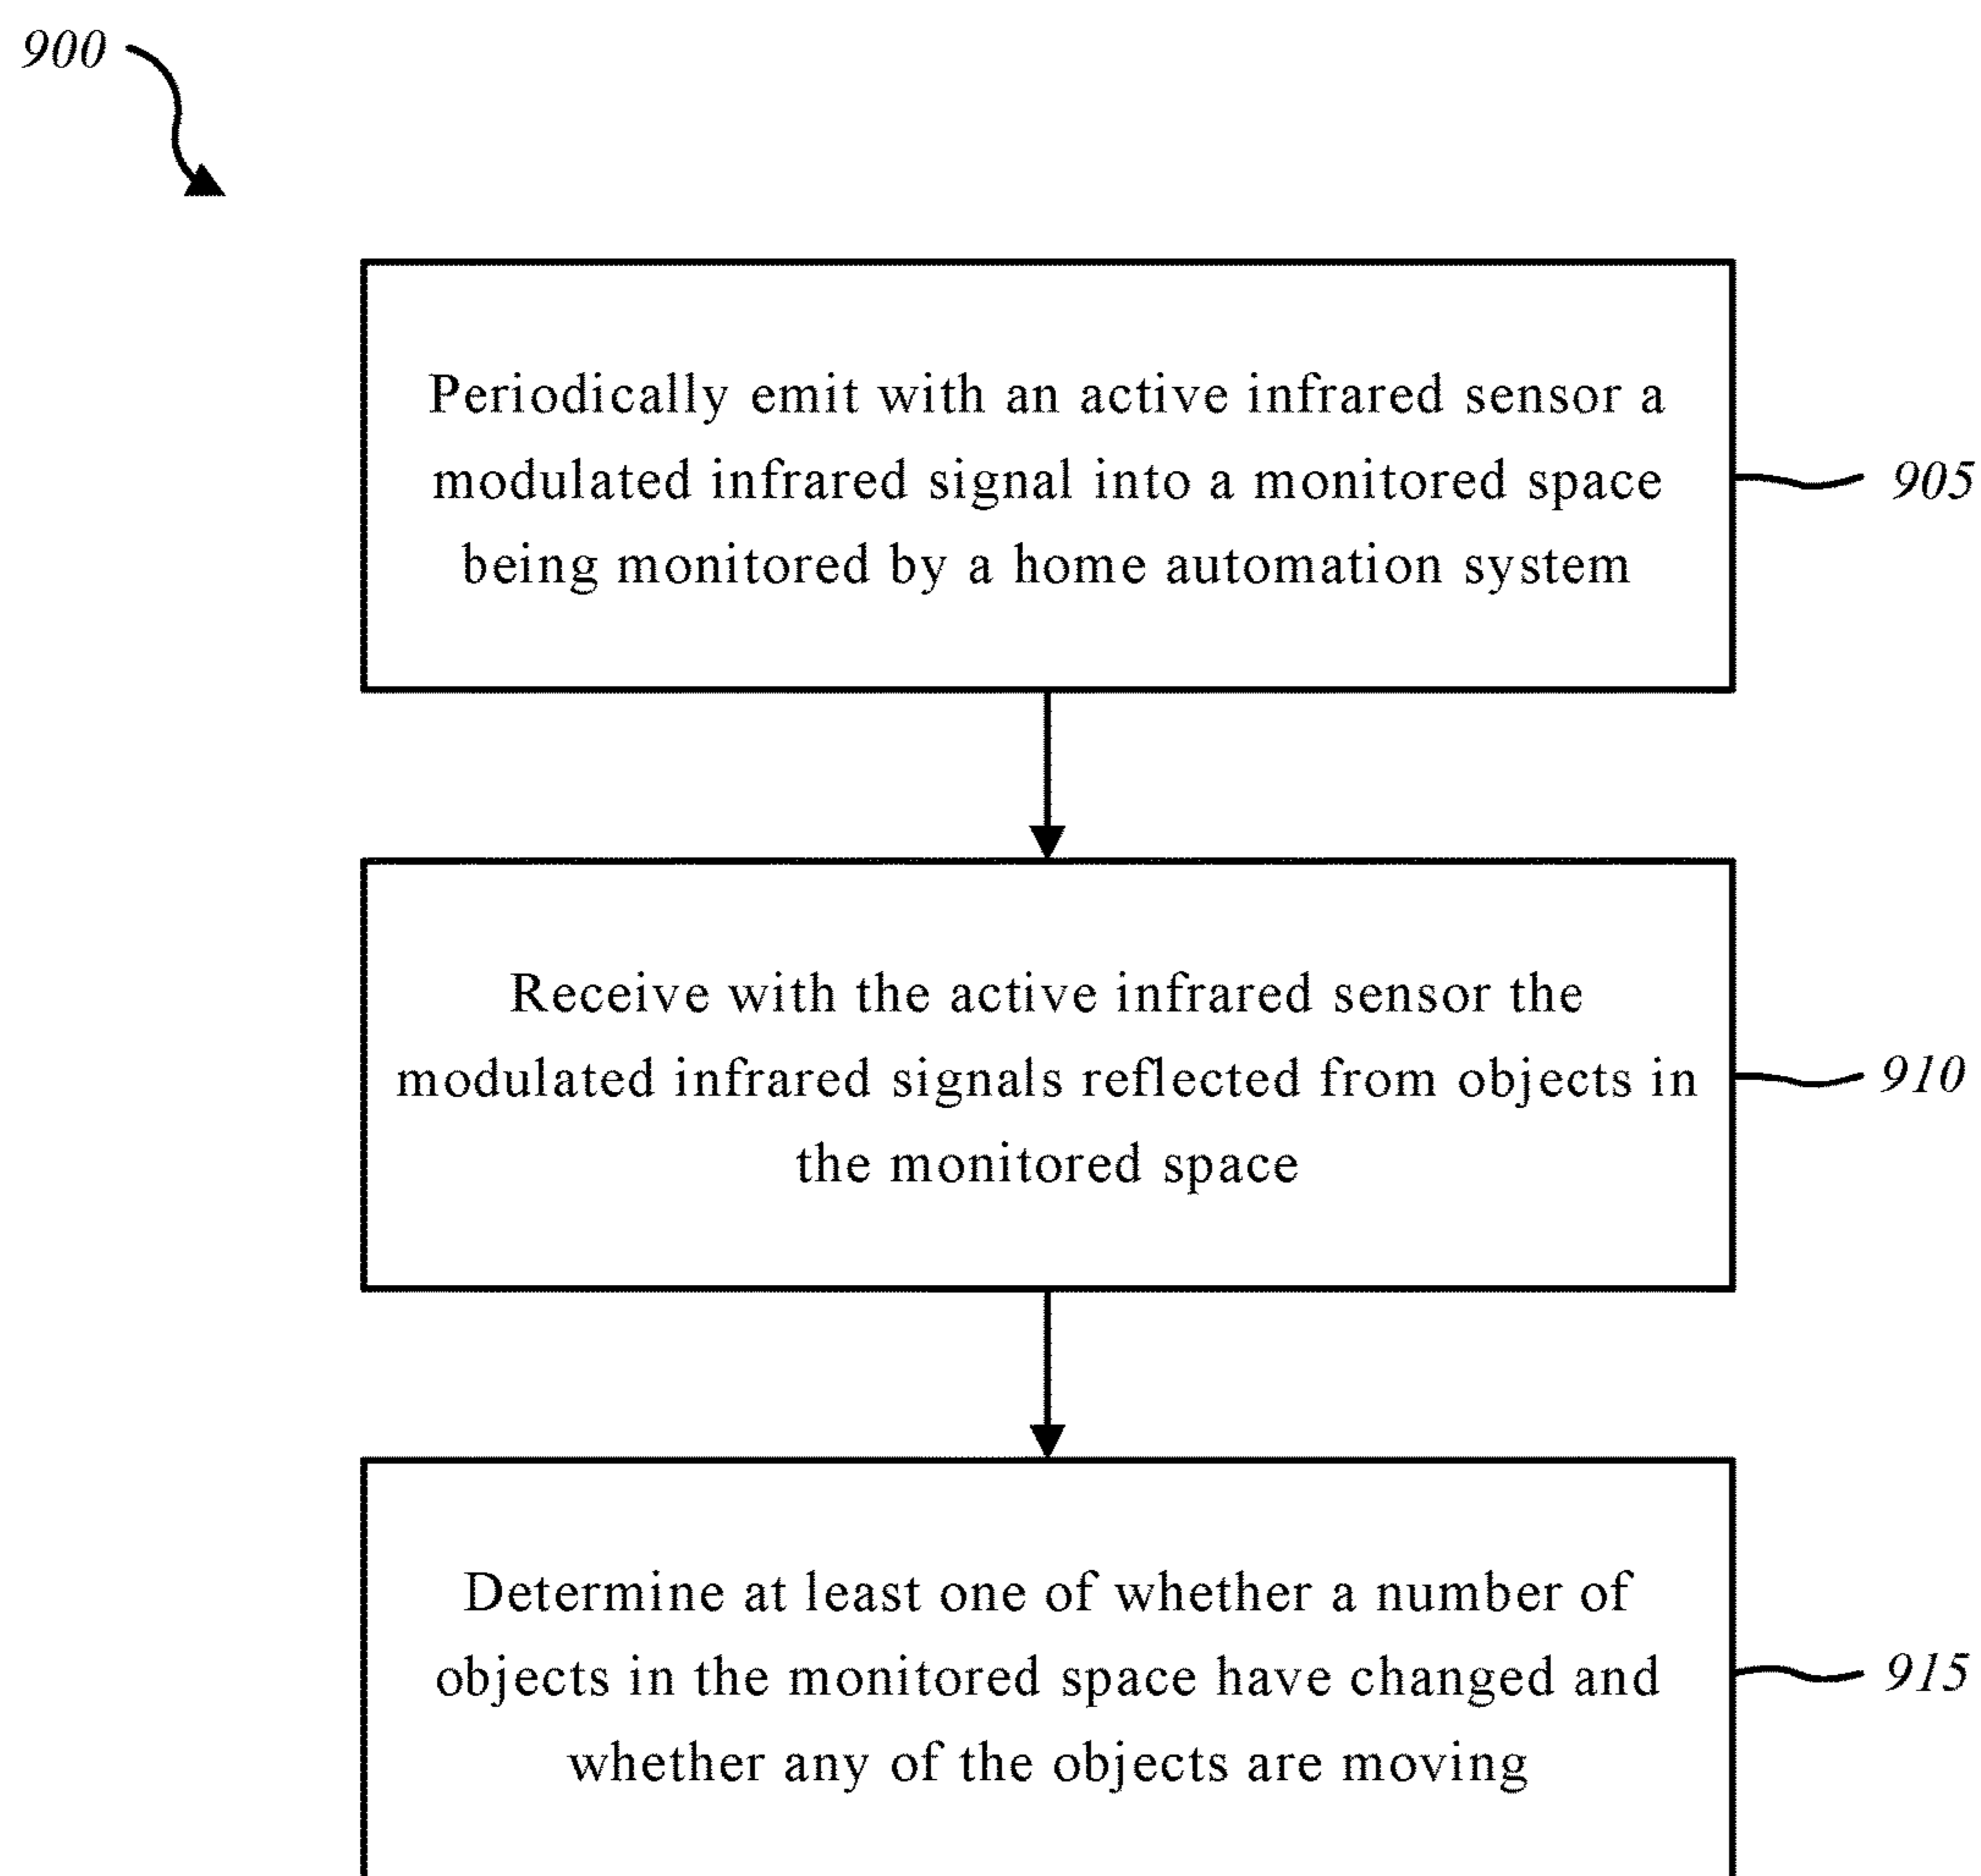 900
Periodically emit with an active infrared sensor a
modulated infrared signal into a monitored space
being monitored by a home automation system
905
Receive with the active infrared sensor the
modulated infrared signals reflected from objects in
the monitored space
910
Determine at least one of whether a number of
objects in the monitored space have changed and
whether any of the objects are moving
915